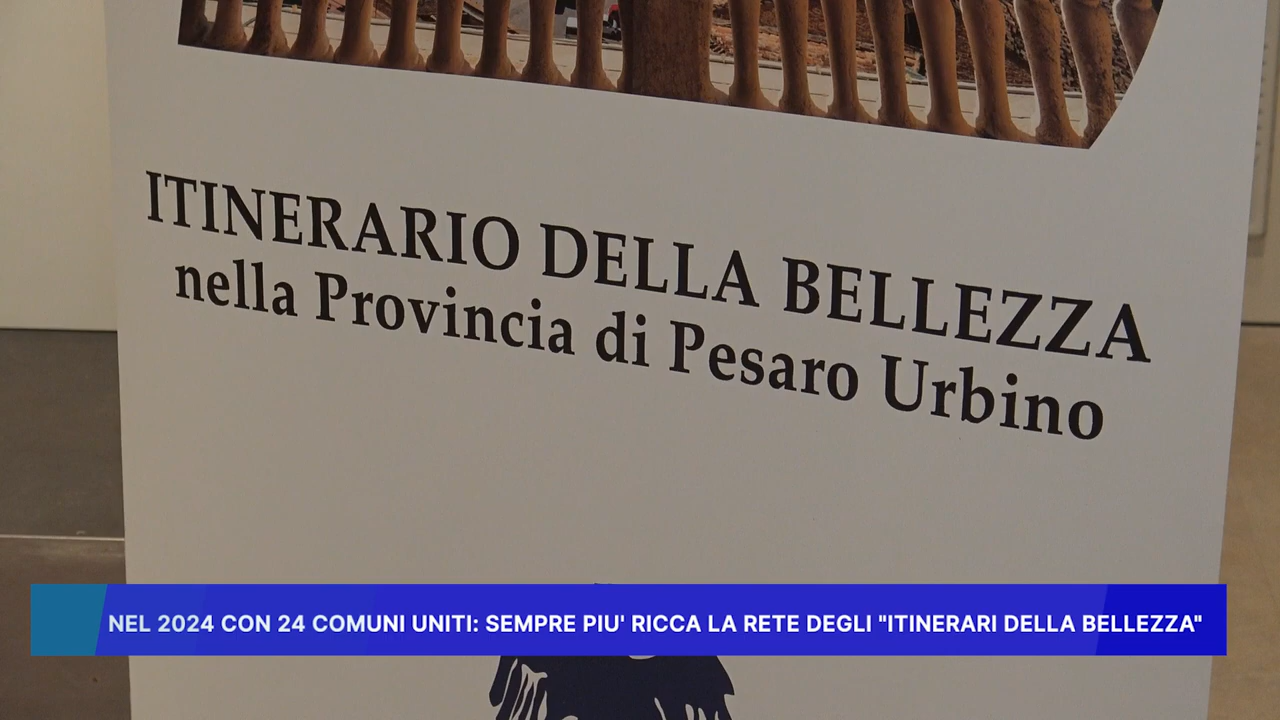 ITINERARIO DELLA BELLEZZA
nella Provincia di Pesaro Urbino
NEL 2024 CON 24 COMUNI UNITI: SEMPRE PIU' RICCA LA RETE DEGLI "ITINERARI DELLA BELLEZZA"